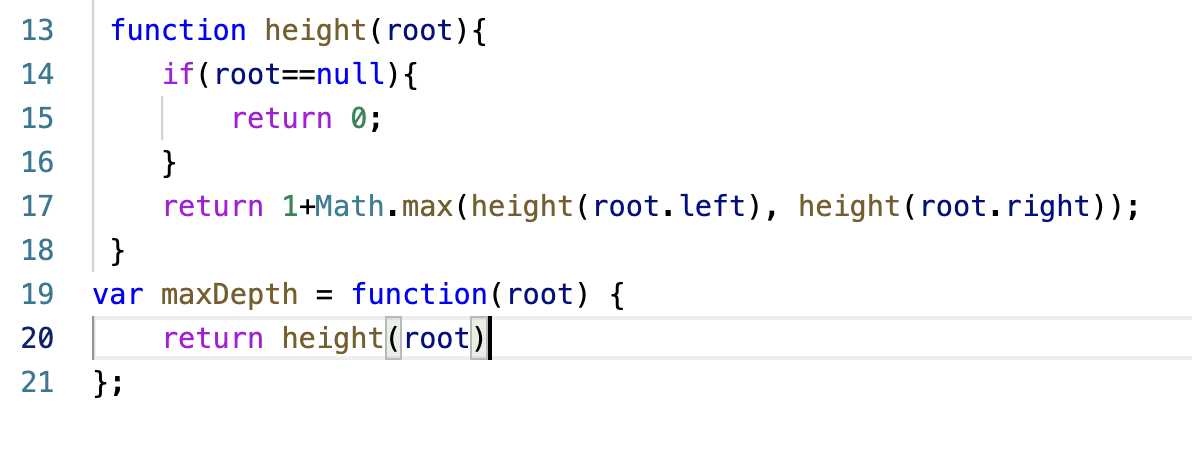 13 function height(root){
14 if(root==null){
15 return 0;
16 }
17 return 1+Math.max(height(root.left), height(root.right));
18 }
19 var maxDepth = function(root) {
20 return height(root)
21 };